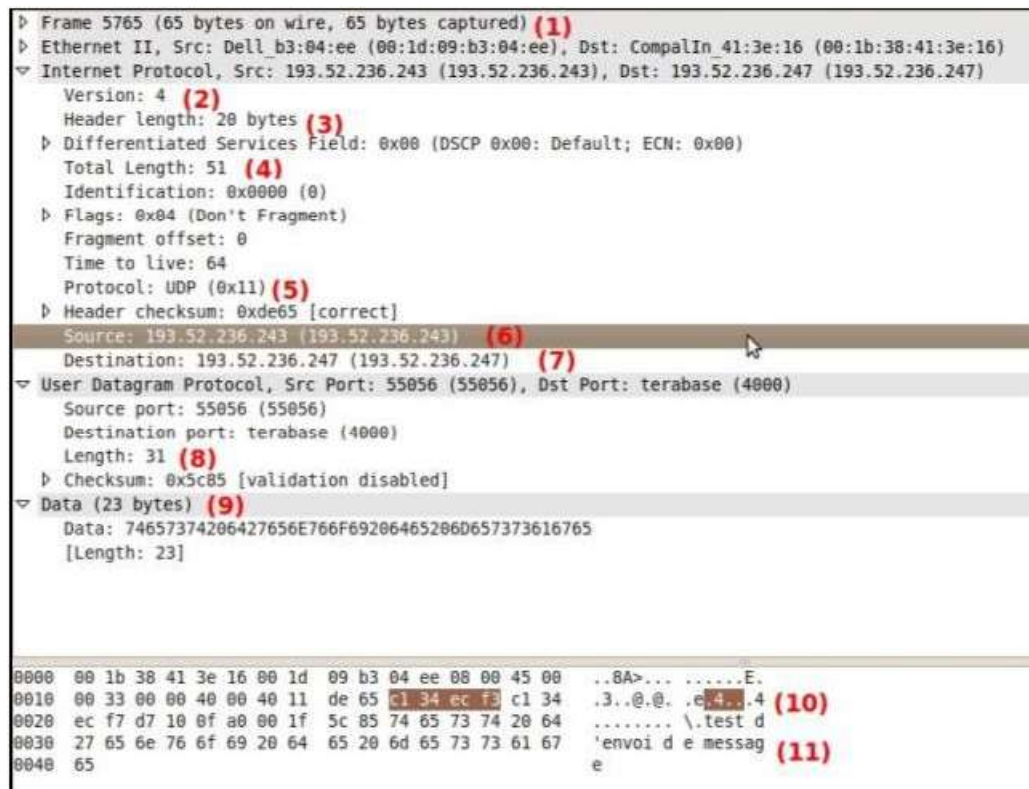 ▷ Frame 5765 (65 bytes on wire, 65 bytes captured) (1)
▷ Ethernet II, Src: Dell_b3:04:ee (00:1d:09:b3:04:ee), Dst: CompalIn_41:3e:16 (00:1b:38:41:3e:16)
▽ Internet Protocol, Src: 193.52.236.243 (193.52.236.243), Dst: 193.52.236.247 (193.52.236.247)
Version: 4 (2)
Header length: 20 bytes (3)
▷ Differentiated Services Field: 0x00 (DSCP 0x00: Default; ECN: 0x00)
Total Length: 51 (4)
Identification: 0x0000 (0)
▷ Flags: 0x04 (Don't Fragment)
Fragment offset: 0
Time to live: 64
Protocol: UDP (0x11) (5)
▷ Header checksum: 0xde65 [correct]
Source: 193.52.236.243 (193.52.236.243) (6)
Destination: 193.52.236.247 (193.52.236.247) (7)
▽ User Datagram Protocol, Src Port: 55056 (55056), Dst Port: terabase (4000)
Source port: 55056 (55056)
Destination port: terabase (4000)
Length: 31 (8)
▷ Checksum: 0x5c85 [validation disabled]
▽ Data (23 bytes) (9)
Data: 74657374206427656E766F69206465206D657373616765
[Length: 23]
0000 00 1b 38 41 3e 16 00 1d 09 b3 04 ee 08 00 45 00 ..8A>... ......E.
0010 00 33 00 00 40 00 40 11 de 65 c1 34 ec f3 c1 34 .3..@.@. .e.4...4 (10)
0020 ec f7 d7 10 0f a0 00 1f 5c 85 74 65 73 74 20 64 ........ \.test d
0030 27 65 6e 76 6f 69 20 64 65 20 6d 65 73 73 61 67 'envoi d e messag (11)
0040 65 e